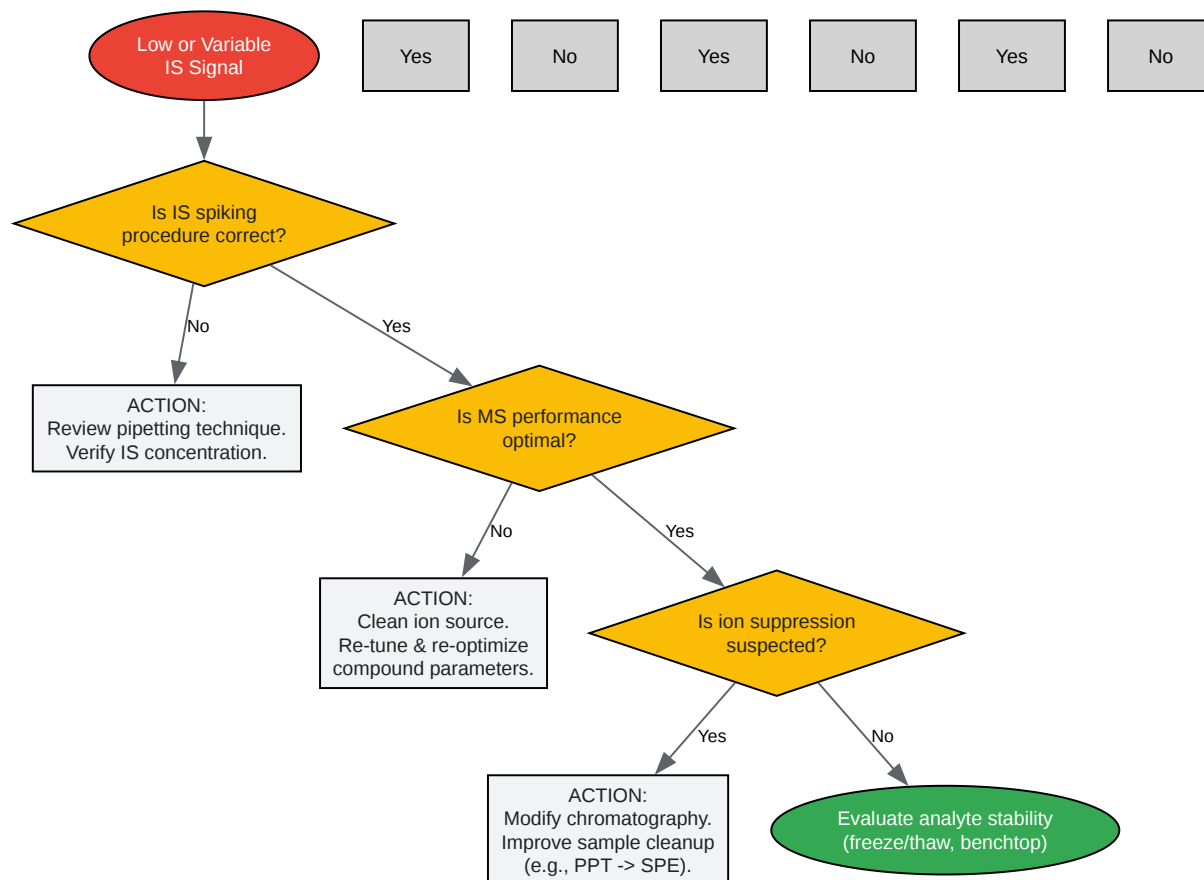 Low or Variable
IS Signal
Yes
No
Yes
No
Yes
No
Is IS spiking
procedure correct?
No
Yes
ACTION:
Review pipetting technique.
Verify IS concentration.
Is MS performance
optimal?
No
Yes
ACTION:
Clean ion source.
Re-tune & re-optimize
compound parameters.
Is ion suppression
suspected?
Yes
No
ACTION:
Modify chromatography.
Improve sample cleanup
(e.g., PPT -> SPE).
Evaluate analyte stability
(freeze/thaw, benchtop)